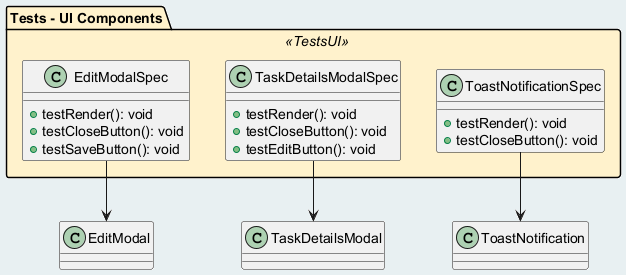 Tests - UI Components
«TestsUI»
C EditModalSpec
testRender(): void
testCloseButton(): void
testSaveButton(): void
C TaskDetailsModalSpec
testRender(): void
testCloseButton(): void
testEditButton(): void
C ToastNotificationSpec
testRender(): void
testCloseButton(): void
C EditModal
C TaskDetailsModal
C ToastNotification